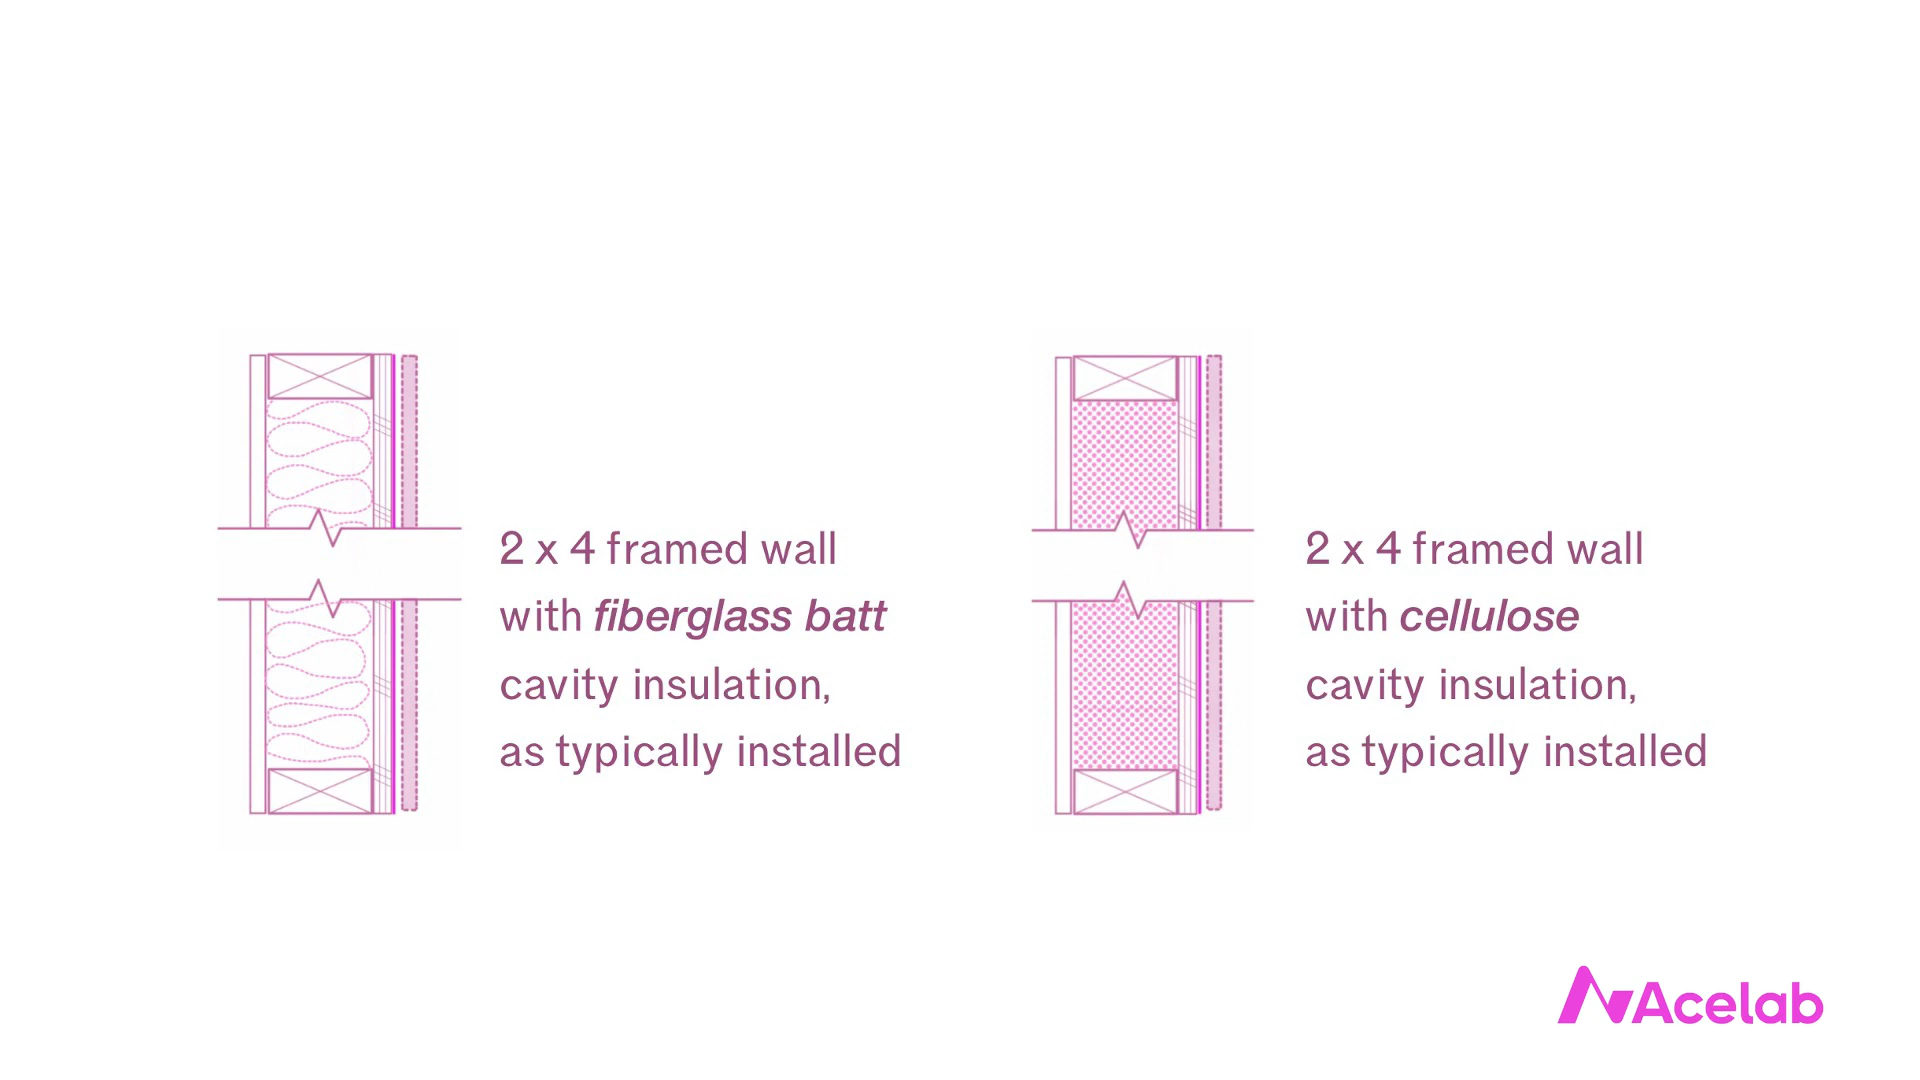 2 x 4 framed wall
with fiberglass batt
cavity insulation,
as typically installed
2 x 4 framed wall
with cellulose
cavity insulation,
as typically installed
Acelab